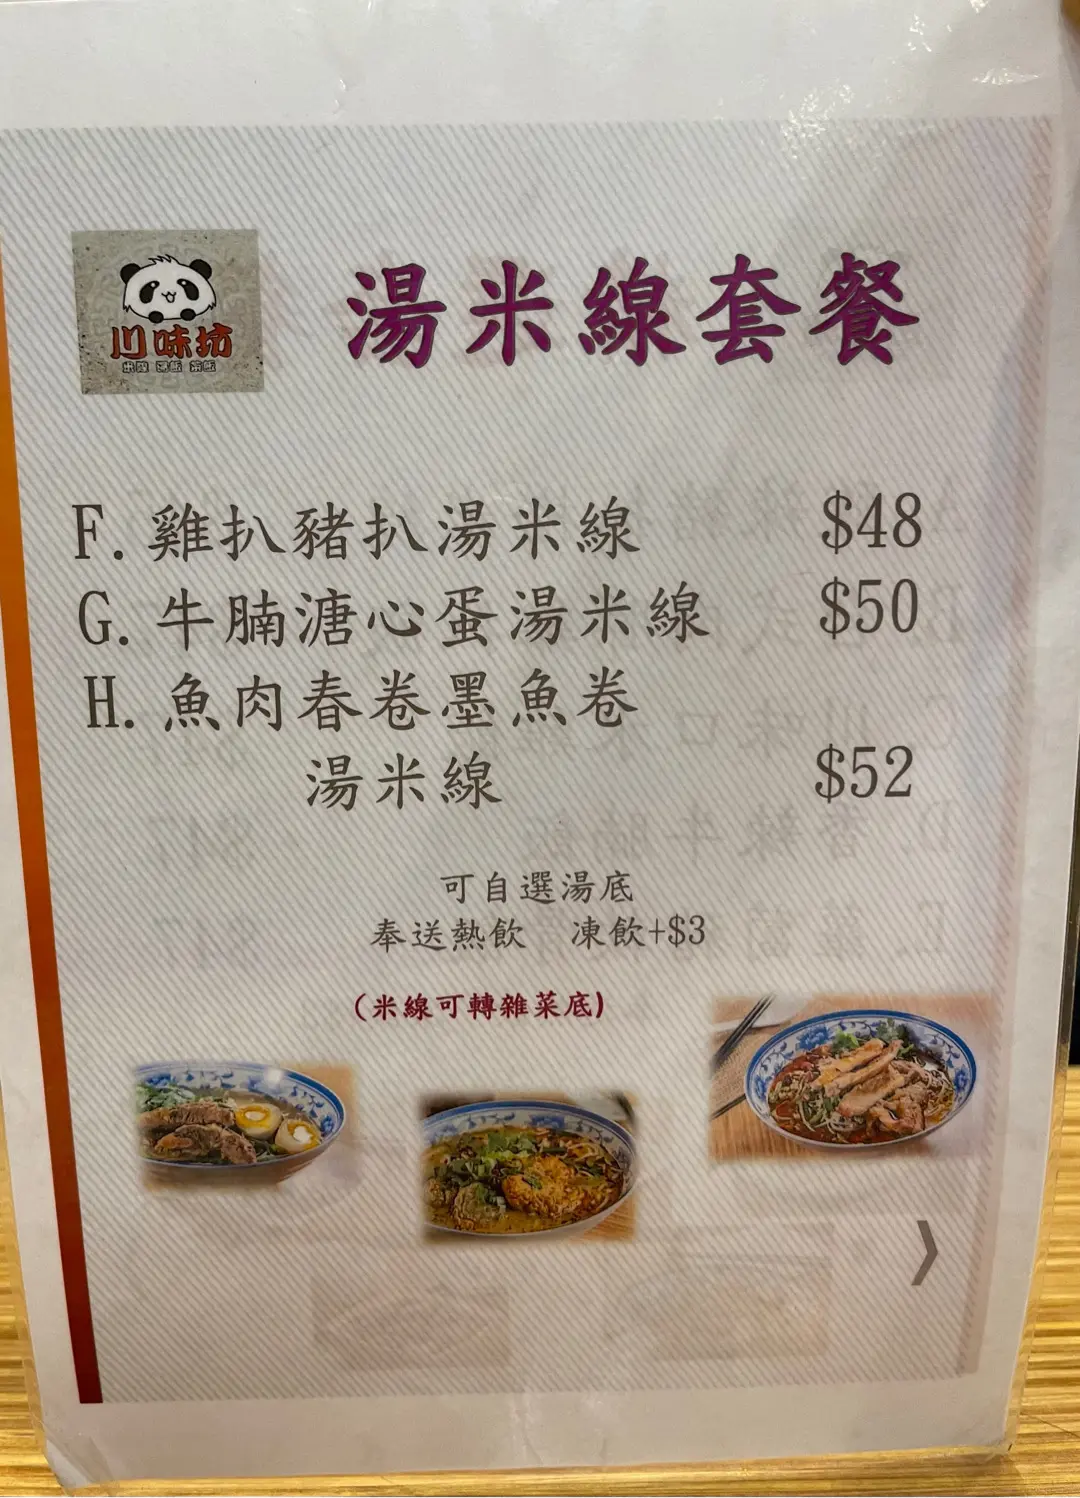 川味坊
湯米線套餐
F. 雞扒豬扒湯米線 $48
G. 牛腩溏心蛋湯米線 $50
H. 魚肉春卷墨魚卷
湯米線 $52
可自選湯底
奉送熱飲 凍飲+$3
(米線可轉雜菜底)